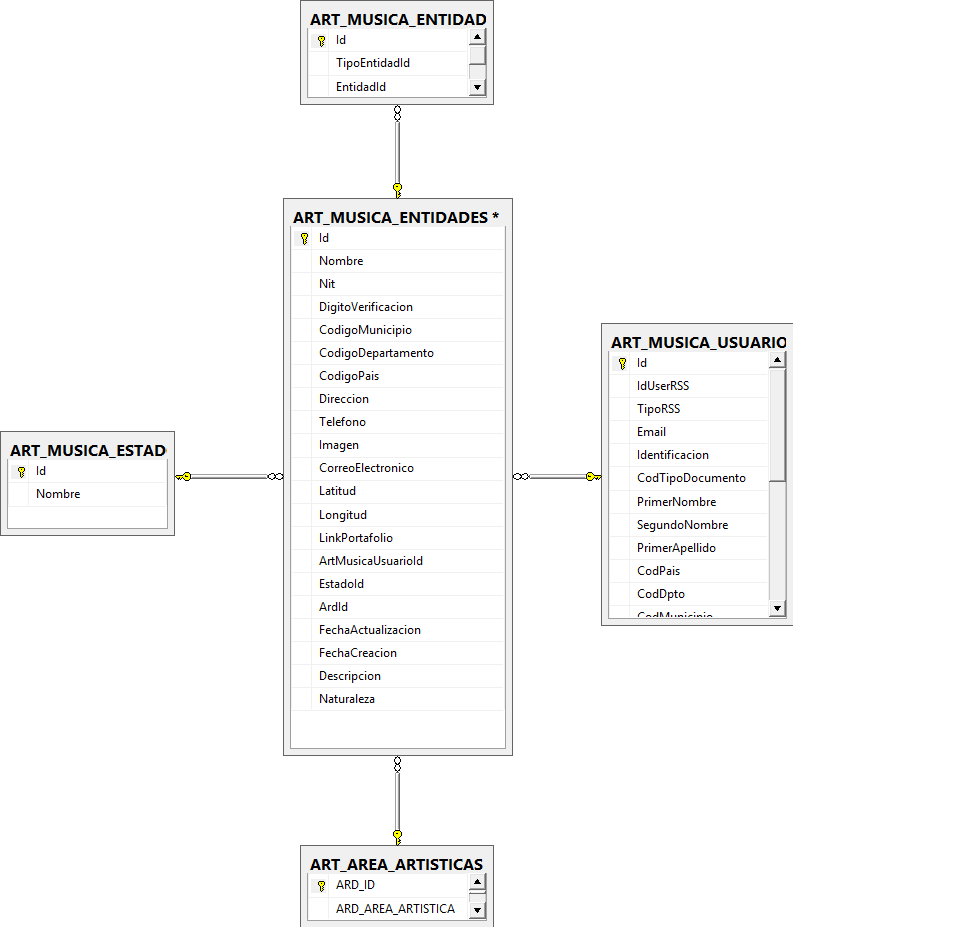 ART_MUSICA_ENTIDAD
Id
TipoEntidadId
EntidadId
ART_MUSICA_ENTIDADES *
Id
Nombre
Nit
DigitoVerificacion
CodigoMunicipio
CodigoDepartamento
CodigoPais
Direccion
Telefono
Imagen
CorreoElectronico
Latitud
Longitud
LinkPortafolio
ArtMusicaUsuarioId
EstadoId
ArdId
FechaActualizacion
FechaCreacion
Descripcion
Naturaleza
ART_MUSICA_ESTAD
Id
Nombre
ART_MUSICA_USUARIO
Id
IdUserRSS
TipoRSS
Email
Identificacion
CodTipoDocumento
PrimerNombre
SegundoNombre
PrimerApellido
CodPais
CodDpto
CodMunicipio
ART_AREA_ARTISTICAS
ARD_ID
ARD_AREA_ARTISTICA